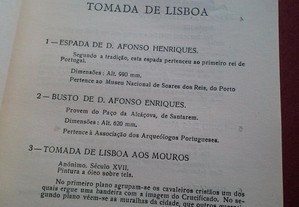 TOMADA DE LISBOA
1 — ESPADA DE D. AFONSO HENRIQUES.
Segundo a tradição, esta espada pertenceu ao primeiro rei de
Portugal.
Dimensões: Alt. 990 mm.
Pertence ao Museu Nacional de Soares dos Reis, do Porto
2 — BUSTO DE D. AFONSO ENRIQUES.
Provém do Paço da Alcáçova, de Santarem.
Dimensões: Alt. 630 mm.
Pertence à Associação dos Arqueólogos Portugueses.
3 — TOMADA DE LISBOA AOS MOUROS
Anónimo. Século XVII.
Pintura a óleo sobre tela.
No primeiro plano agrupam-se os cavaleiros cristãos um dos
quais ergue uma bandeira com a imagem do Crucificado. No se-
gundo plano vêem-se as muralhas da cidade, que outros